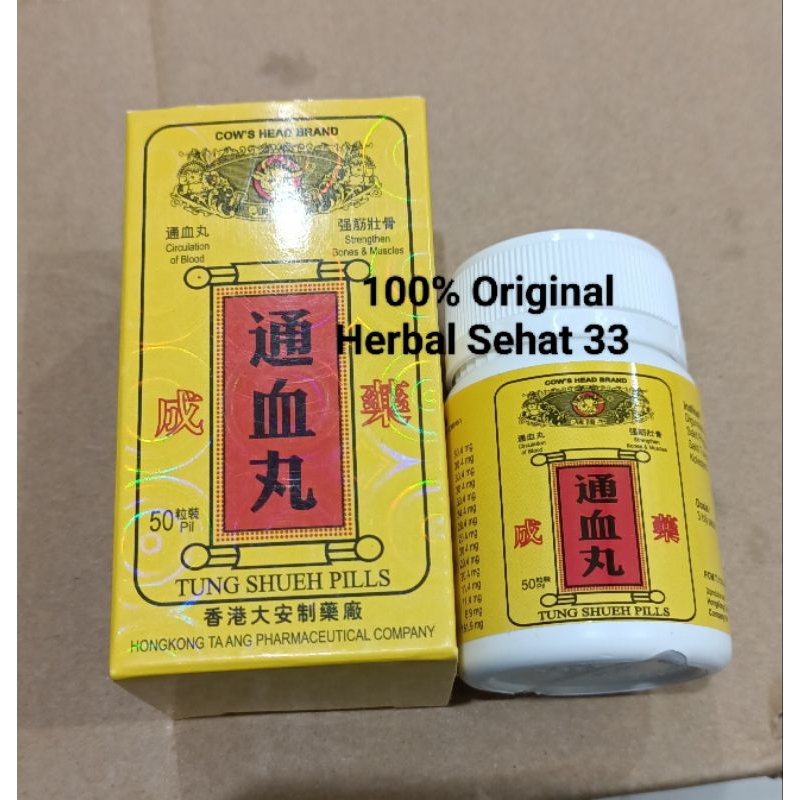 COW'S HEAD BRAND
通血丸
Circulation
of Blood
强筋壯骨
Strengthen
Bones & Muscles
通血丸
成
藥
50粒裝
Pil
TUNG SHUEH PILLS
香港大安制藥廠
HONGKONG TA ANG PHARMACEUTICAL COMPANY
100% Original
Herbal Sehat 33
COW'S HEAD BRAND
通血丸
Circulation
of Blood
强筋壯骨
Strengthen
Bones & Muscles
通血丸
成
藥
50粒裝
Pil
TUNG SHUEH PILLS